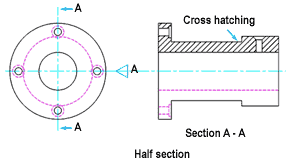 A
Cross hatching
A
A
Section A - A
Half section